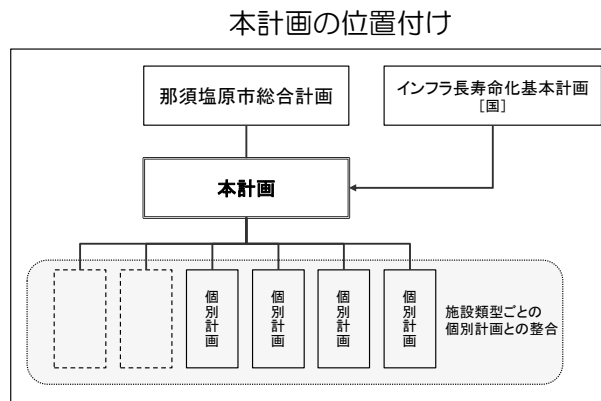 本計画の位置付け
那須塩原市総合計画
インフラ長寿命化基本計画
[国]
本計画
個別計画
個別計画
個別計画
個別計画
施設類型ごとの
個別計画との整合